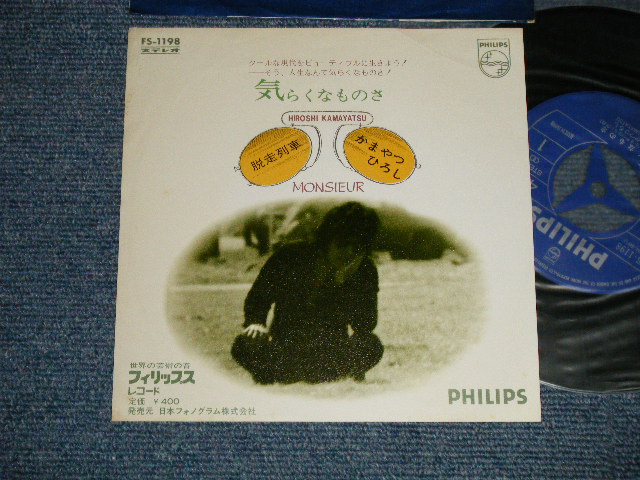 FS-1198
ステレオ
PHILIPS
クールな現代をビューティフルに生きよう!
──そう、人生なんて気らくなものさ!
気らくなものさ
HIROSHI KAMAYATSU
脱走列車
かまやつ
ひろし
MONSIEUR
世界の芸術の音
フィリップス
レコード
定価 ¥400
発売元 日本フォノグラム株式会社
PHILIPS
1
PHILIPS